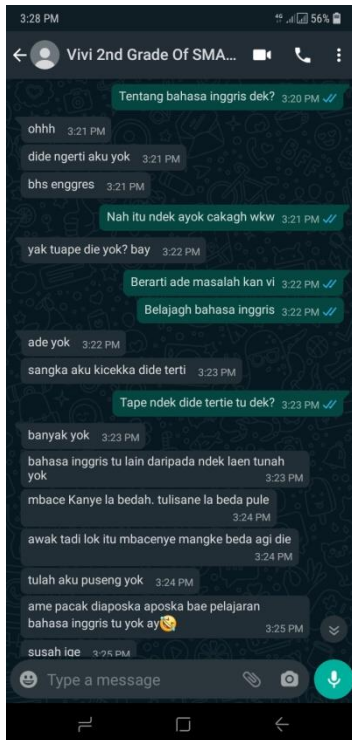 3:28 PM
4G 56%
Vivi 2nd Grade Of SMA...
Tentang bahasa inggris dek? 3:20 PM
ohhh 3:21 PM
dide ngerti aku yok 3:21 PM
bhs enggres 3:21 PM
Nah itu ndek ayok cakagh wkw 3:21 PM
yak tuape die yok? bay 3:22 PM
Berarti ade masalah kan vi 3:22 PM
Belajagh bahasa inggris 3:22 PM
ade yok 3:22 PM
sangka aku kicekka dide terti 3:23 PM
Tape ndek dide tertie tu dek? 3:23 PM
banyak yok 3:23 PM
bahasa inggris tu lain daripada ndek laen tunah
yok 3:23 PM
mbace Kanye la bedah. tulisane la beda pule
3:24 PM
awak tadi lok itu mbacenye mangke beda agi die
3:24 PM
tulah aku puseng yok 3:24 PM
ame pacak diaposka aposka bae pelajaran
bahasa inggris tu yok ay🤣 3:25 PM
susah ige 3:25 PM
Type a message